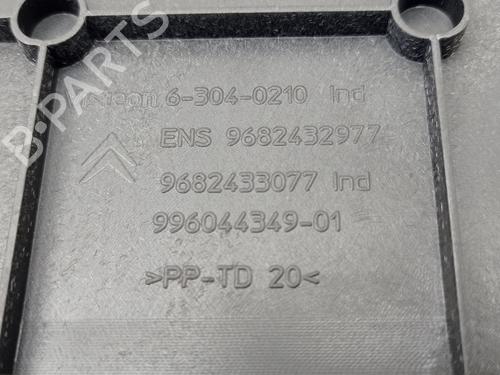 6-304-0210 Ind
ENS 9682432977
9682433077 Ind
996044349-01
>PP-TD 20<
B-PARTS